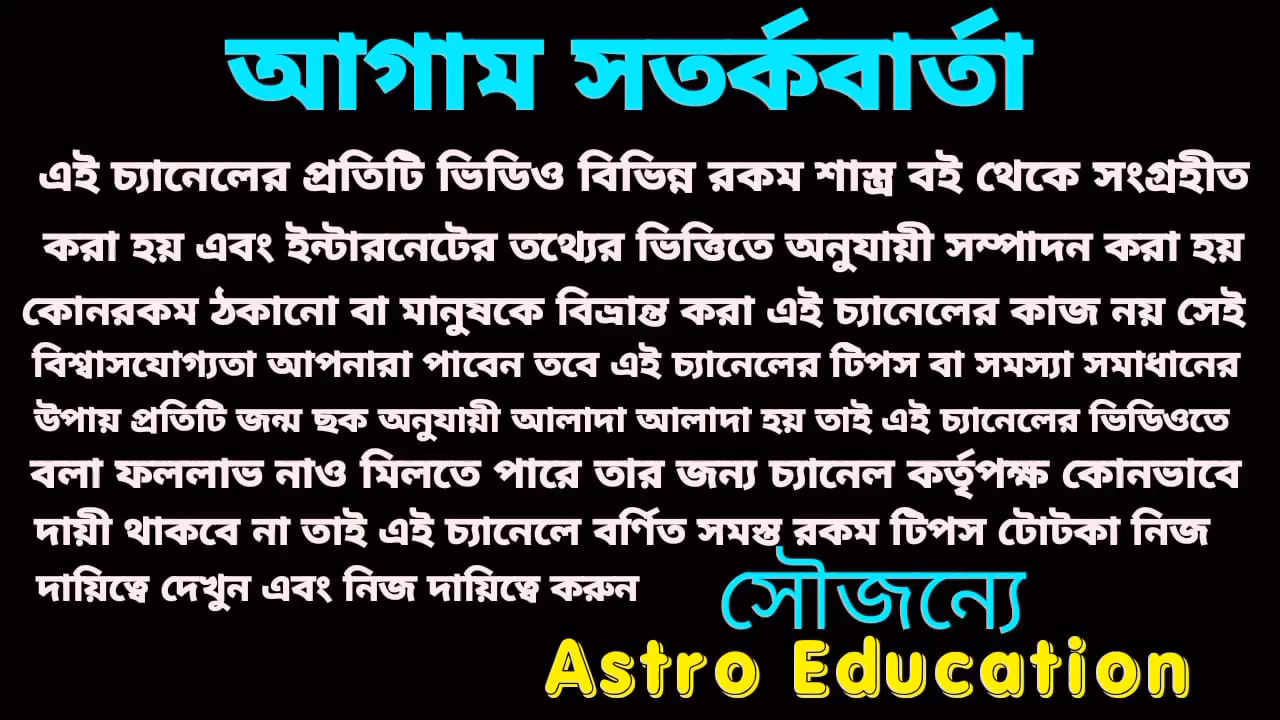 আগাম সতর্কবার্তা
এই চ্যানেলের প্রতিটি ভিডিও বিভিন্ন রকম শাস্ত্র বই থেকে সংগ্রহীত
করা হয় এবং ইন্টারনেটের তথ্যের ভিত্তিতে অনুযায়ী সম্পাদন করা হয়
কোনরকম ঠকানো বা মানুষকে বিভ্রান্ত করা এই চ্যানেলের কাজ নয় সেই
বিশ্বাসযোগ্যতা আপনারা পাবেন তবে এই চ্যানেলের টিপস বা সমস্যা সমাধানের
উপায় প্রতিটি জন্ম ছক অনুযায়ী আলাদা আলাদা হয় তাই এই চ্যানেলের ভিডিওতে
বলা ফললাভ নাও মিলতে পারে তার জন্য চ্যানেল কর্তৃপক্ষ কোনভাবে
দায়ী থাকবে না তাই এই চ্যানেলে বর্ণিত সমস্ত রকম টিপস টোটকা নিজ
দায়িত্বে দেখুন এবং নিজ দায়িত্বে করুন
সৌজন্যে
Astro Education